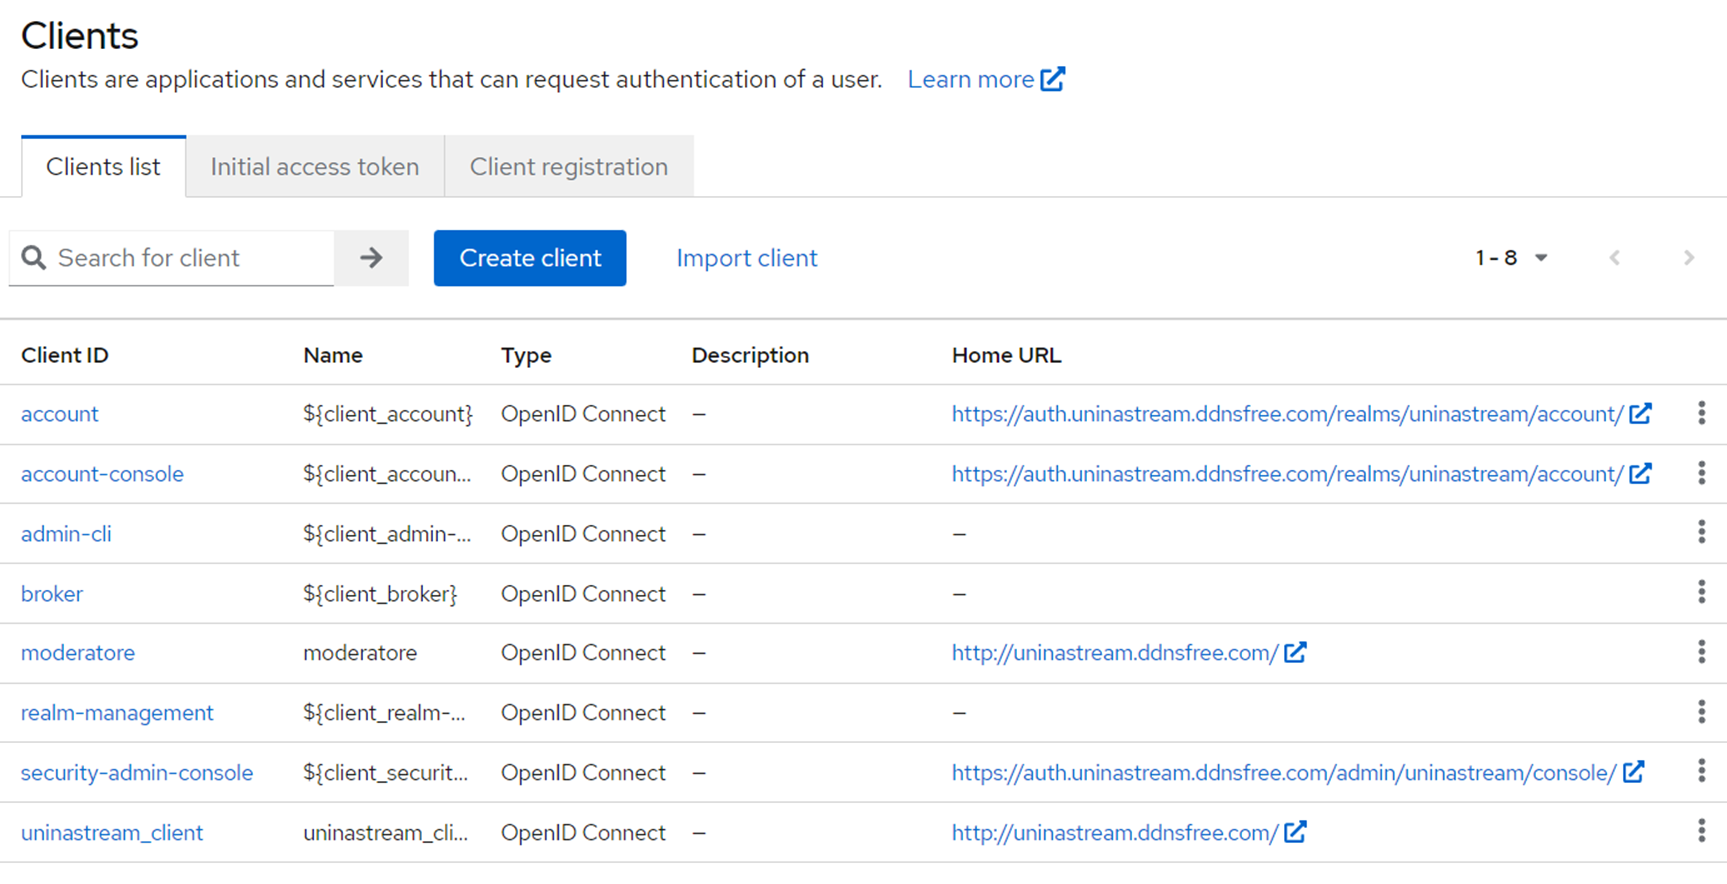 Clients
Clients are applications and services that can request authentication of a user. Learn more
Clients list Initial access token Client registration
Search for client Create client Import client 1 - 8
Client ID Name Type Description Home URL
account ${client_account} OpenID Connect – https://auth.uninastream.ddnsfree.com/realms/uninastream/account/
account-console ${client_accoun... OpenID Connect – https://auth.uninastream.ddnsfree.com/realms/uninastream/account/
admin-cli ${client_admin-... OpenID Connect – –
broker ${client_broker} OpenID Connect – –
moderatore moderatore OpenID Connect – http://uninastream.ddnsfree.com/
realm-management ${client_realm-... OpenID Connect – –
security-admin-console ${client_securit... OpenID Connect – https://auth.uninastream.ddnsfree.com/admin/uninastream/console/
uninastream_client uninastream_cli... OpenID Connect – http://uninastream.ddnsfree.com/